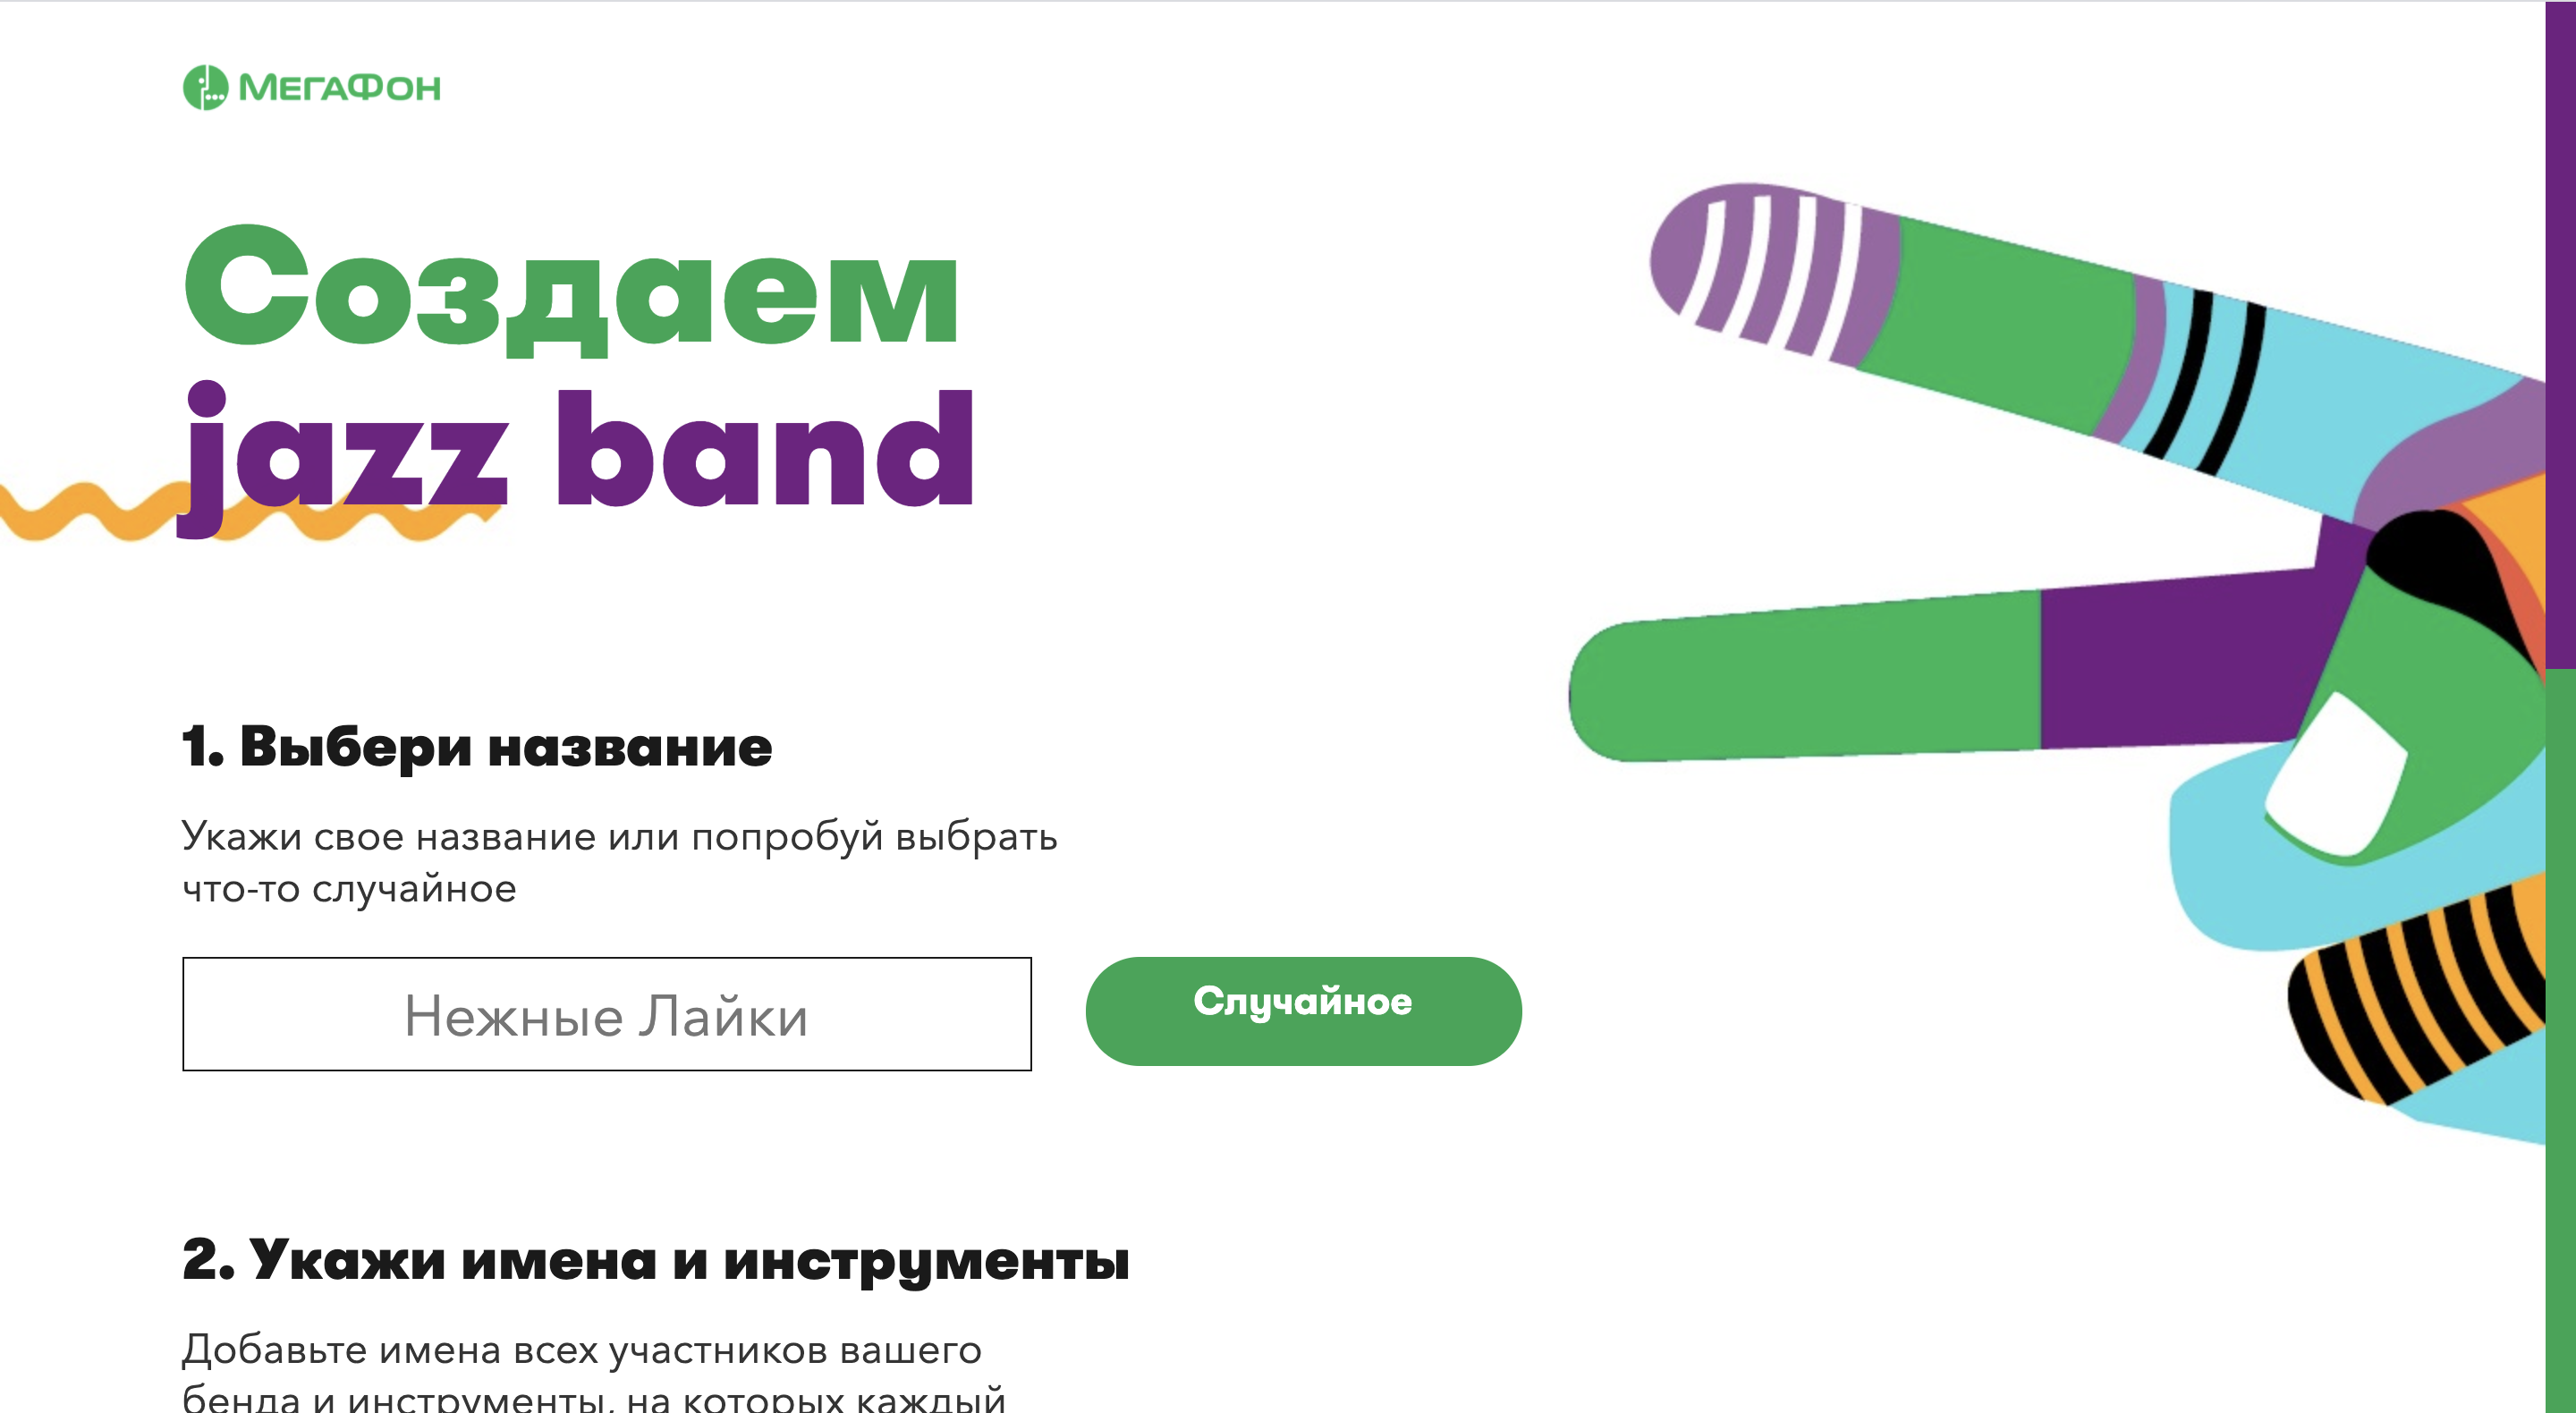 МЕГАФОН
Создаем
jazz band
1. Выбери название
Укажи свое название или попробуй выбрать
что-то случайное
Нежные Лайки
Случайное
2. Укажи имена и инструменты
Добавьте имена всех участников вашего
бенда и инструменты, на которых каждый